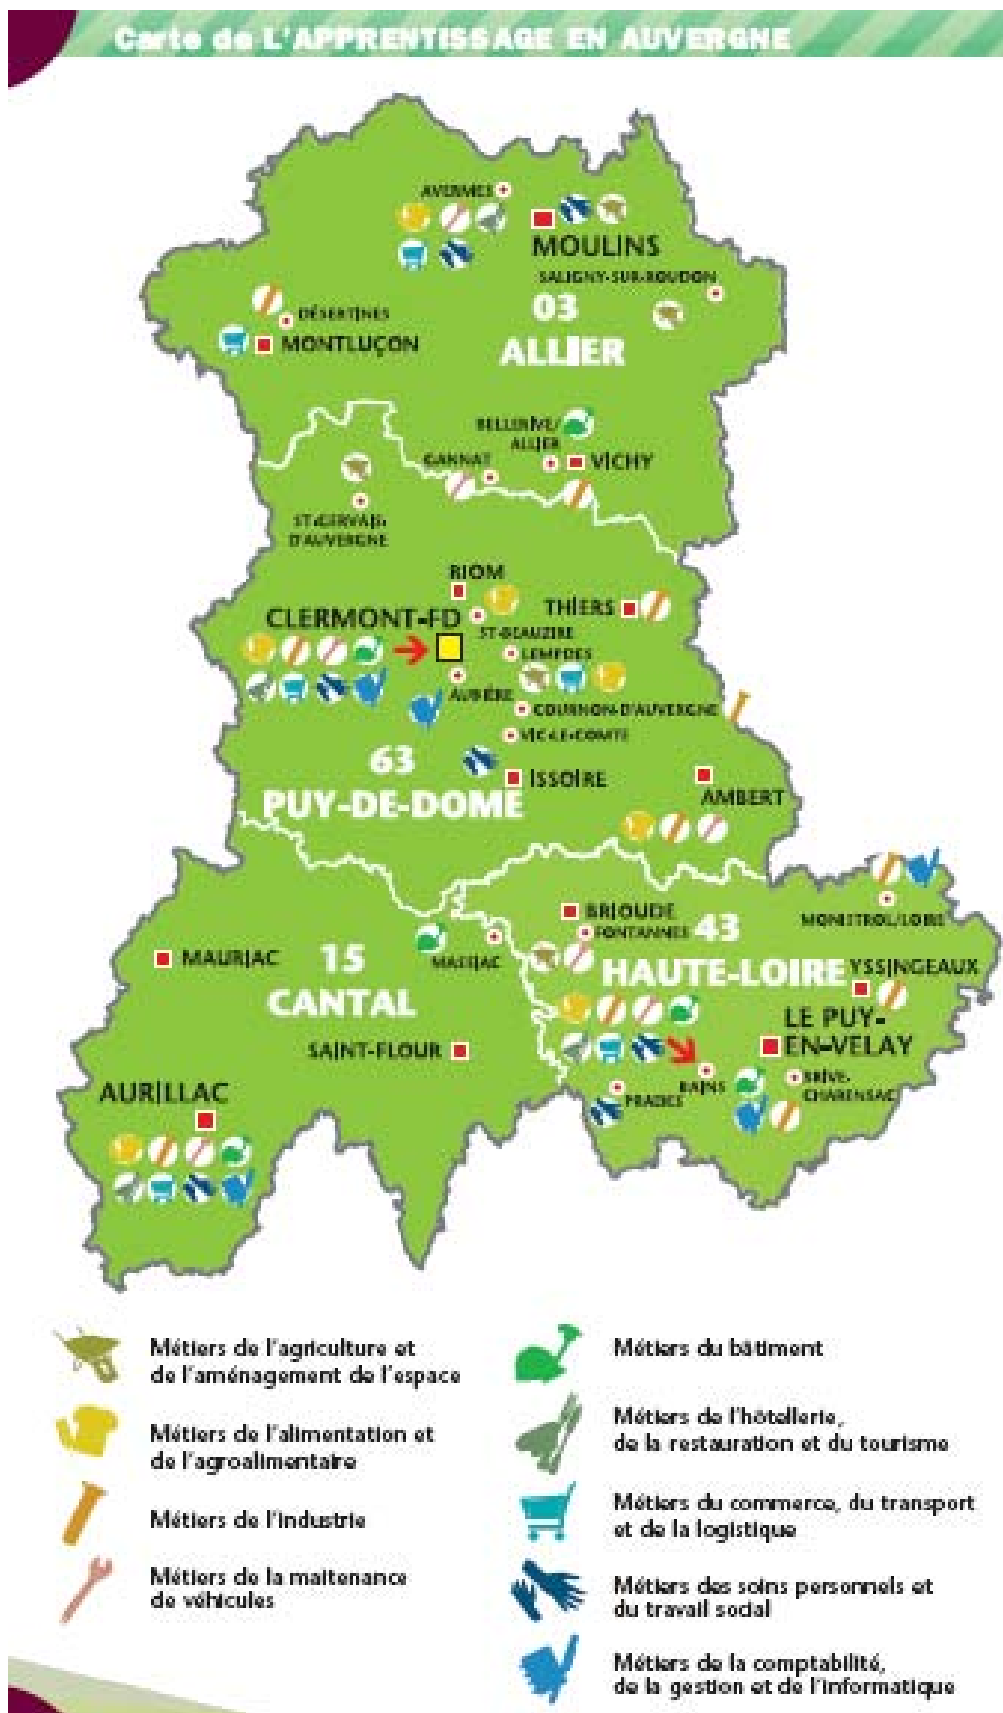 Carte de L'APPRENTISSAGE EN AUVERGNE
AVERMES
MOULINS
SALIGNY-SUR-ROUDON
03
ALLIER
DÉSERTINES
MONTLUÇON
BELLERIVE/
ALLIER
GANNAT
VICHY
ST-GERVAIS-
D'AUVERGNE
RIOM
CLERMONT-FD
THIERS
ST-BEAUZIRE
LEMPDES
AUBIÈRE
COURNON-D'AUVERGNE
VIC-LE-COMTE
63
PUY-DE-DOME
ISSOIRE
AMBERT
BRIOUDE
FONTANNES
43
HAUTE-LOIRE
MONISTROL/LOIRE
YSSINGEAUX
MAURIAC
15
CANTAL
MASSIAC
SAINT-FLOUR
LE PUY-
EN-VELAY
BAINS
BRIVE-
CHARENSAC
PRADES
AURILLAC
Métiers de l'agriculture et
de l'aménagement de l'espace
Métiers de l'alimentation et
de l'agroalimentaire
Métiers de l'industrie
Métiers de la maitenance
de véhicules
Métiers du bâtiment
Métiers de l'hôtellerie,
de la restauration et du tourisme
Métiers du commerce, du transport
et de la logistique
Métiers des soins personnels et
du travail social
Métiers de la comptabilité,
de la gestion et de l'informatique